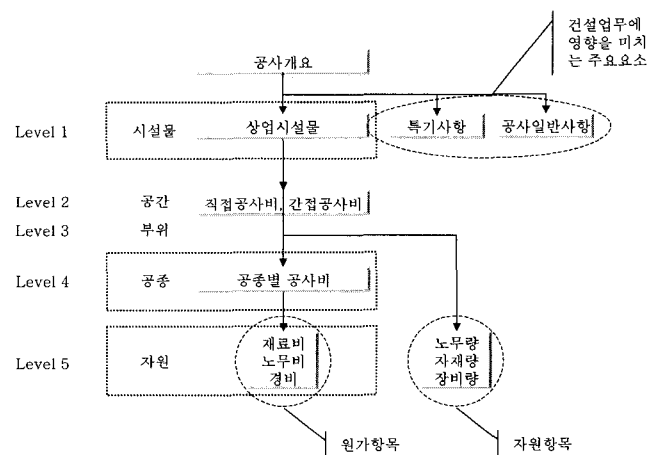 건설업무에
영향을 미치
는 주요요소
공사개요
Level 1 시설물 상업시설물 특기사항 공사일반사항
Level 2 공간 직접공사비, 간접공사비
Level 3 부위
Level 4 공종 공종별 공사비
Level 5 자원
재료비
노무비
경비
노무량
자재량
장비량
원가항목 자원항목